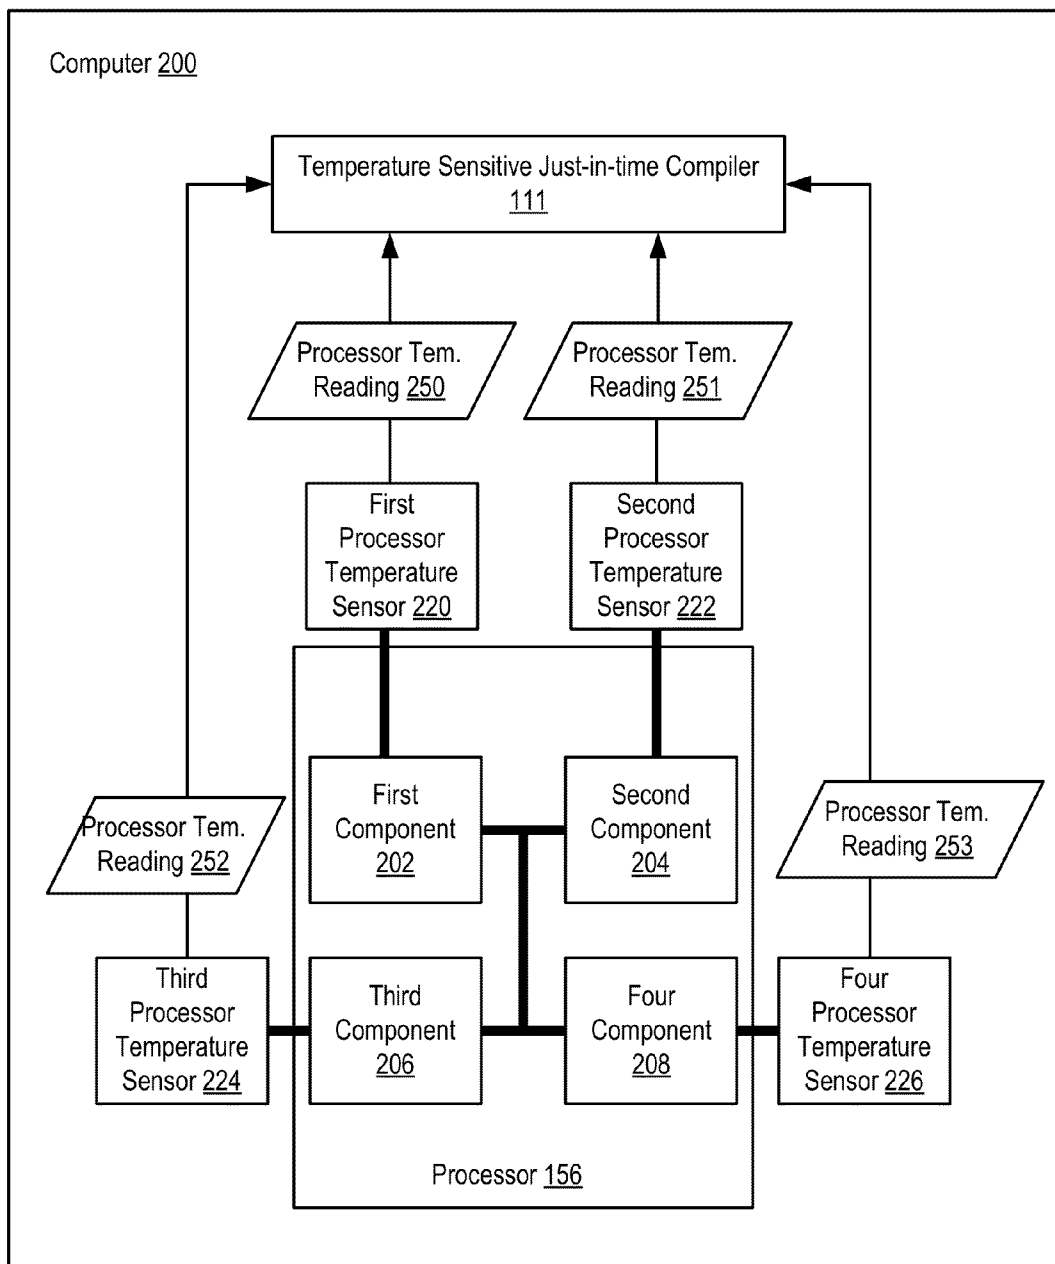 Computer 200
Temperature Sensitive Just-in-time Compiler
111
Processor Tem.
Reading 250
Processor Tem.
Reading 251
First
Processor
Temperature
Sensor 220
Second
Processor
Temperature
Sensor 222
First
Component
202
Second
Component
204
Processor Tem.
Reading 252
Processor Tem.
Reading 253
Third
Processor
Temperature
Sensor 224
Third
Component
206
Four
Component
208
Four
Processor
Temperature
Sensor 226
Processor 156